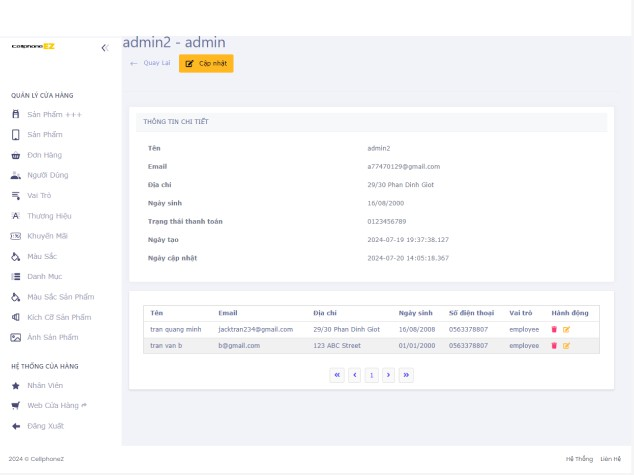 CellphoneEZ
admin2 - admin
← Quay Lại Cập nhật
QUẢN LÝ CỬA HÀNG
Sản Phẩm +++
Sản Phẩm
Đơn Hàng
Người Dùng
Vai Trò
Thương Hiệu
Khuyến Mãi
Màu Sắc
Danh Mục
Màu Sắc Sản Phẩm
Kích Cỡ Sản Phẩm
Ảnh Sản Phẩm
HỆ THỐNG CỦA HÀNG
Nhân Viên
Web Cửa Hàng
Đăng Xuất
THÔNG TIN CHI TIẾT
Tên admin2
Email a77470129@gmail.com
Địa chỉ 29/30 Phan Dinh Giot
Ngày sinh 16/08/2000
Trạng thái thanh toán 0123456789
Ngày tạo 2024-07-19 19:37:38.127
Ngày cập nhật 2024-07-20 14:05:18.367
Tên Email Địa chỉ Ngày sinh Số điện thoại Vai trò Hành động
tran quang minh jacktran234@gmail.com 29/30 Phan Dinh Giot 16/08/2008 0563378807 employee
tran van b b@gmail.com 123 ABC Street 01/01/2000 0563378807 employee
« ‹ 1 › »
2024 © CellphoneZ Hệ Thống Liên Hệ